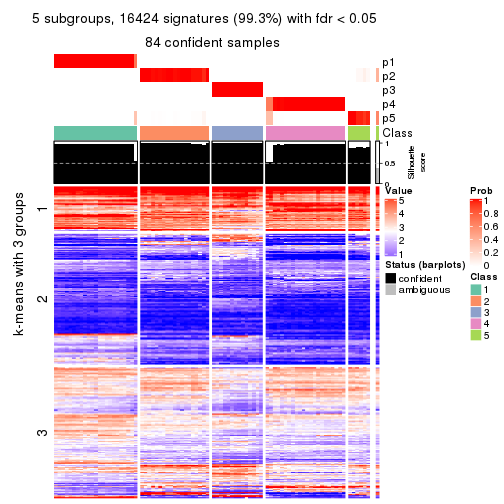 5 subgroups, 16424 signatures (99.3%) with fdr < 0.05
84 confident samples
p1
p2
p3
p4
p5
Class
1
0.5
0
Silhouette
score
k-means with 3 groups
1
2
3
Value
5
4
3
2
1
Status (barplots)
confident
ambiguous
Prob
1
0.8
0.6
0.4
0.2
0
Class
1
2
3
4
5